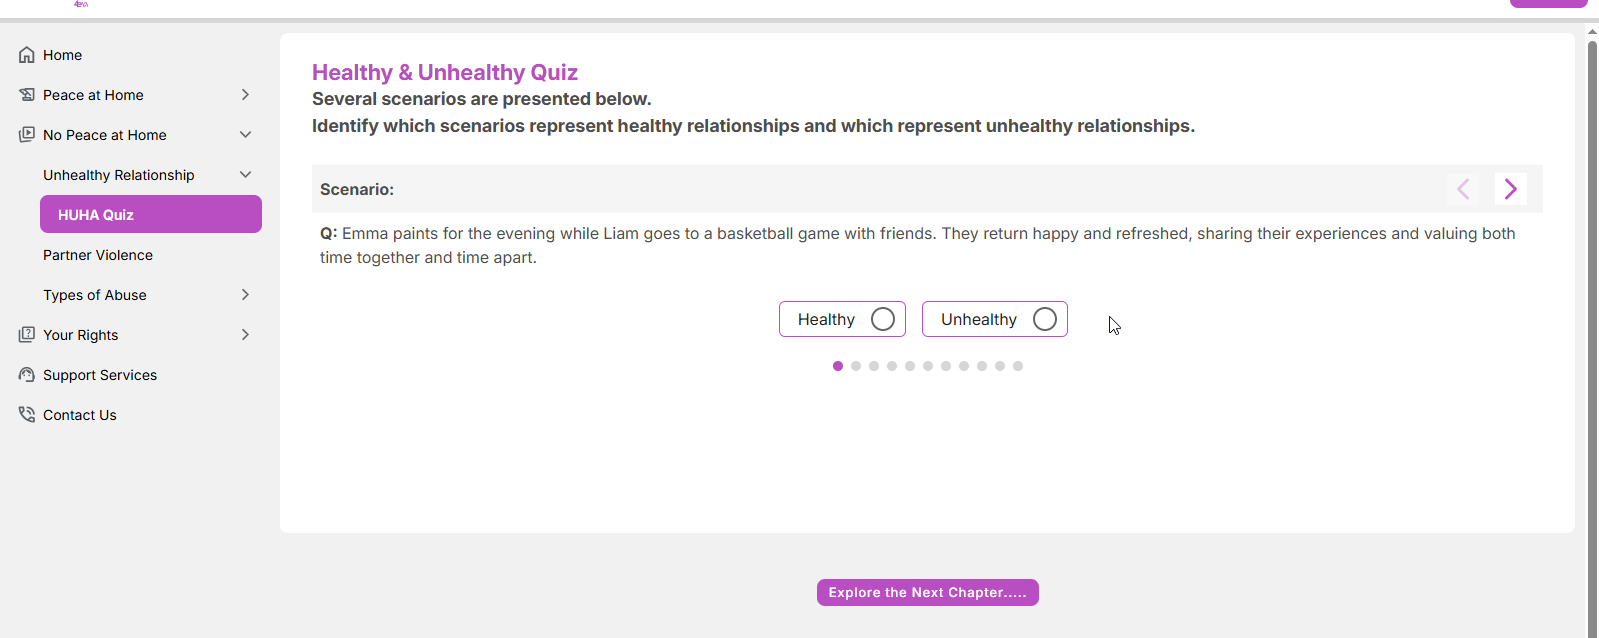 4eva
Home
Peace at Home
No Peace at Home
Unhealthy Relationship
HUHA Quiz
Partner Violence
Types of Abuse
Your Rights
Support Services
Contact Us
Healthy & Unhealthy Quiz
Several scenarios are presented below.
Identify which scenarios represent healthy relationships and which represent unhealthy relationships.
Scenario:
Q: Emma paints for the evening while Liam goes to a basketball game with friends. They return happy and refreshed, sharing their experiences and valuing both
time together and time apart.
Healthy
Unhealthy
Explore the Next Chapter.....